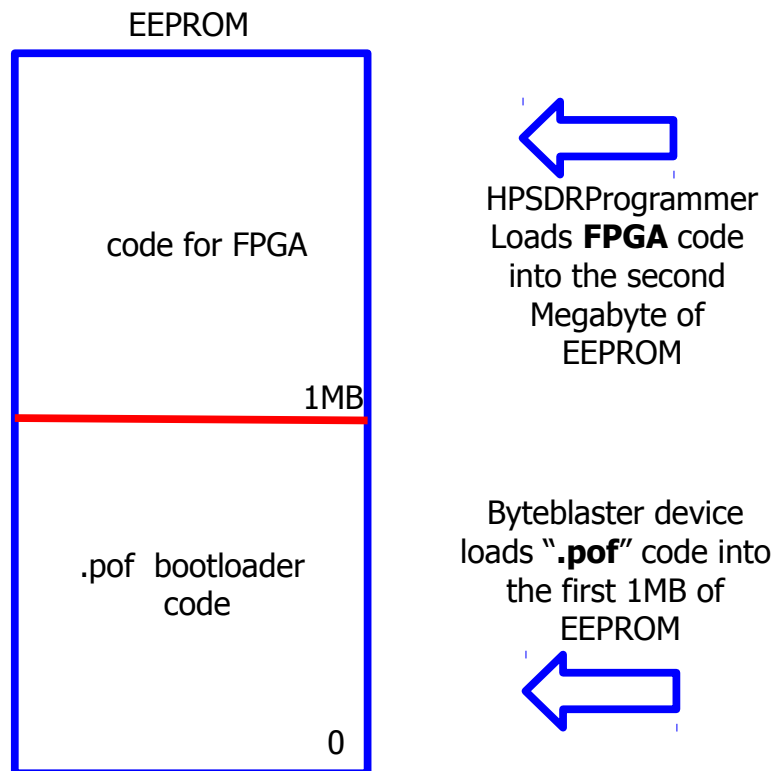 EEPROM
code for FPGA
1MB
.pof bootloader
code
0
HPSDRProgrammer
Loads FPGA code
into the second
Megabyte of
EEPROM
Byteblaster device
loads “.pof” code into
the first 1MB of
EEPROM